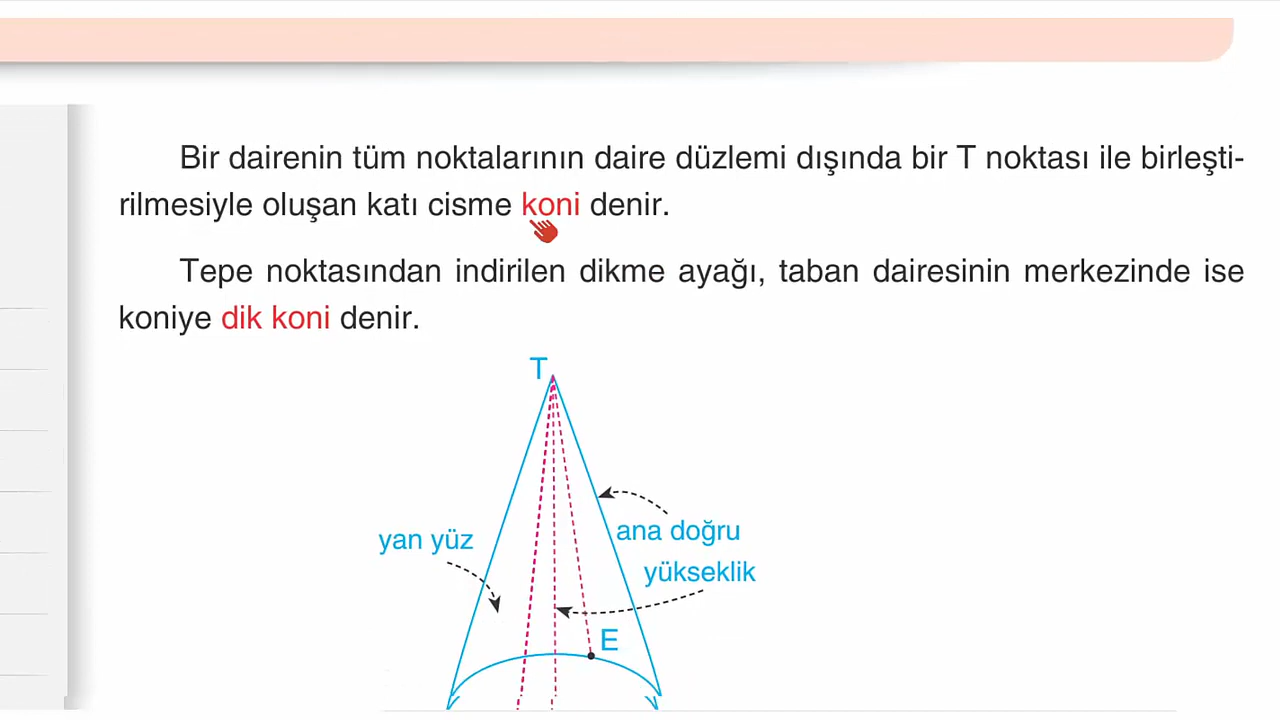 Bir dairenin tüm noktalarının daire düzlemi dışında bir T noktası ile birleşti-
rilmesiyle oluşan katı cisme koni denir.
Tepe noktasından indirilen dikme ayağı, taban dairesinin merkezinde ise
koniye dik koni denir.
T
ana doğru
yan yüz
yükseklik
E